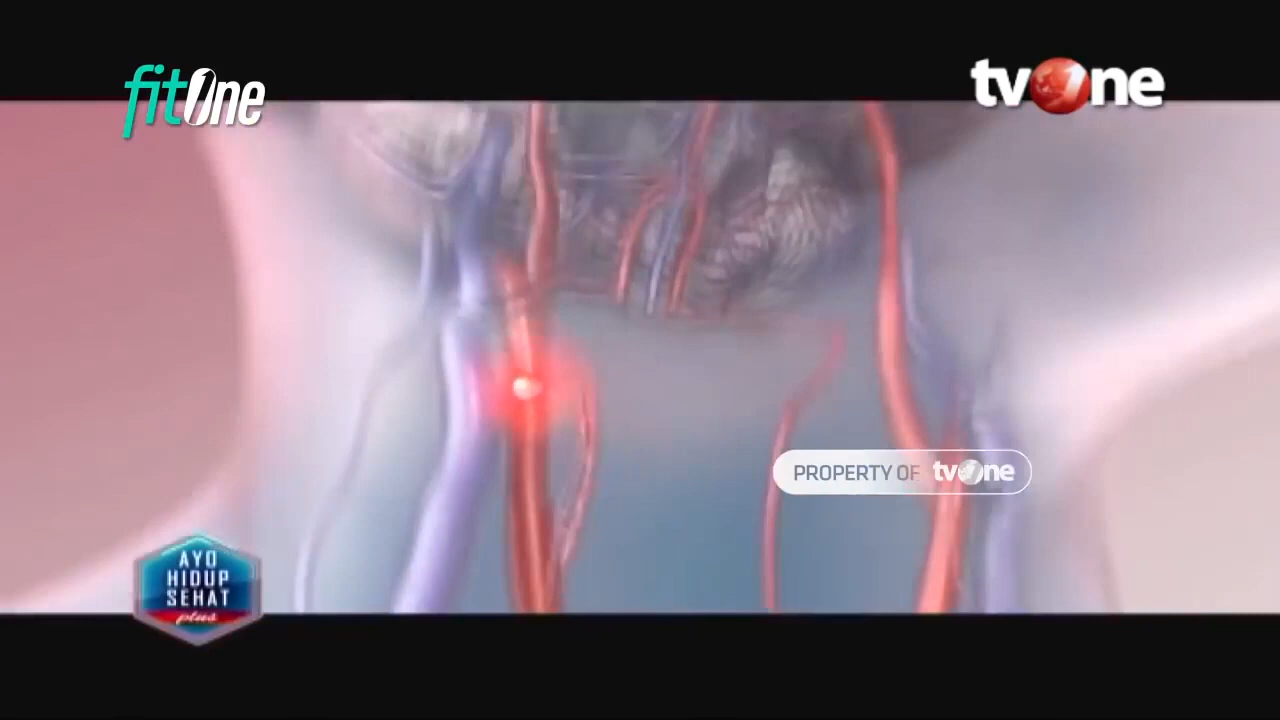 fitOne
tvOne
PROPERTY OF tvOne
AYO
HIDUP
SEHAT
plus